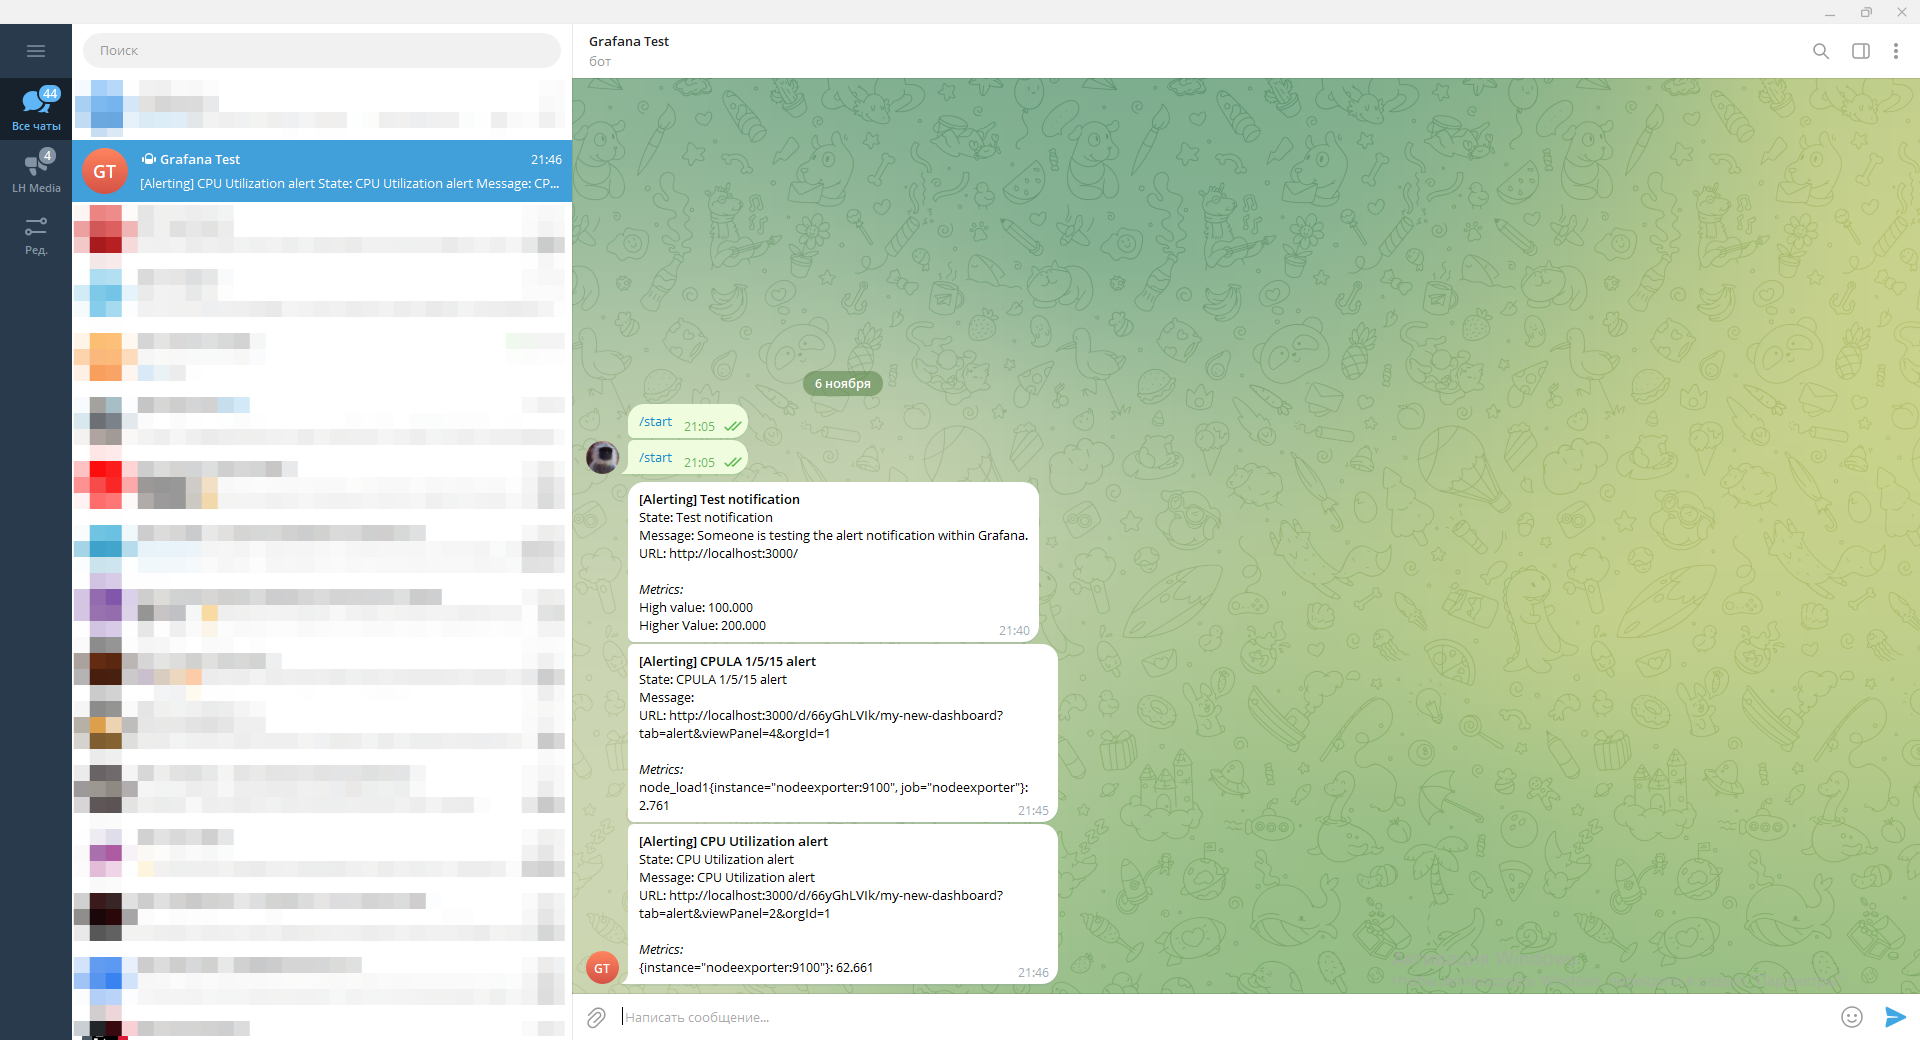 Поиск
44
Все чаты
4
LH Media
Ред.
GT
Grafana Test
21:46
[Alerting] CPU Utilization alert State: CPU Utilization alert Message: CP...
Grafana Test
бот
6 ноября
/start 21:05
/start 21:05
[Alerting] Test notification
State: Test notification
Message: Someone is testing the alert notification within Grafana.
URL: http://localhost:3000/
Metrics:
High value: 100.000
Higher Value: 200.000
21:40
[Alerting] CPULA 1/5/15 alert
State: CPULA 1/5/15 alert
Message:
URL: http://localhost:3000/d/66yGhLVIk/my-new-dashboard?
tab=alert&viewPanel=4&orgId=1
Metrics:
node_load1{instance="nodeexporter:9100", job="nodeexporter"}:
2.761
21:45
[Alerting] CPU Utilization alert
State: CPU Utilization alert
Message: CPU Utilization alert
URL: http://localhost:3000/d/66yGhLVIk/my-new-dashboard?
tab=alert&viewPanel=2&orgId=1
Metrics:
{instance="nodeexporter:9100"}: 62.661
21:46
GT
Написать сообщение...